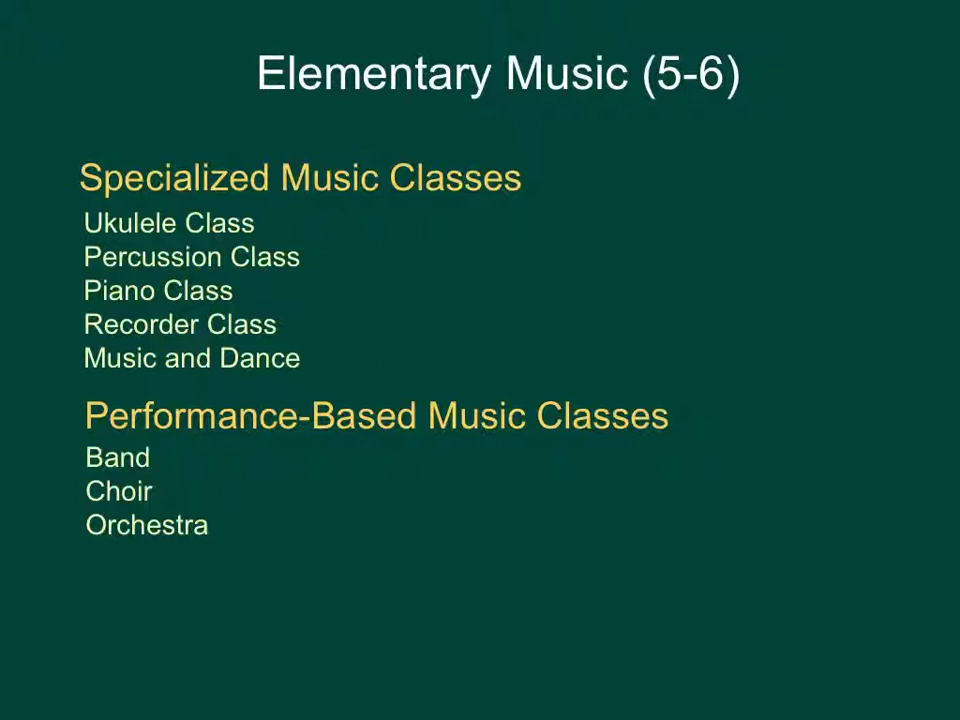 Elementary Music (5-6)
Specialized Music Classes
Ukulele Class
Percussion Class
Piano Class
Recorder Class
Music and Dance
Performance-Based Music Classes
Band
Choir
Orchestra